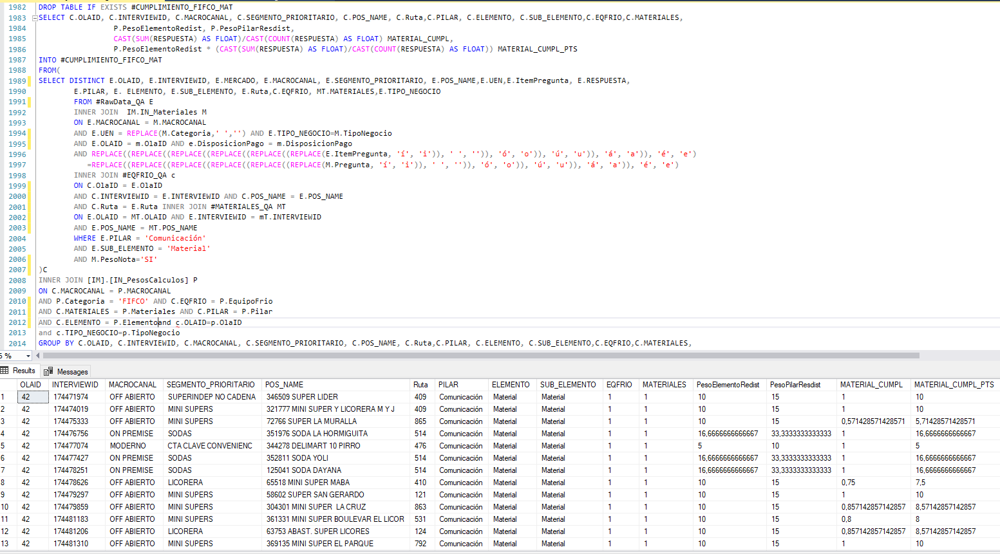 1982 DROP TABLE IF EXISTS #CUMPLIMIENTO_FIFCO_MAT
1983 SELECT C.OLAID, C.INTERVIEWID, C.MACROCANAL, C.SEGMENTO_PRIORITARIO, C.POS_NAME, C.Ruta,C.PILAR, C.ELEMENTO, C.SUB_ELEMENTO,C.EQFRIO,C.MATERIALES,
1984 P.PesoElementoRedist, P.PesoPilarResdist,
1985 CAST(SUM(RESPUESTA) AS FLOAT)/CAST(COUNT(RESPUESTA) AS FLOAT) MATERIAL_CUMPL,
1986 P.PesoElementoRedist * (CAST(SUM(RESPUESTA) AS FLOAT)/CAST(COUNT(RESPUESTA) AS FLOAT)) MATERIAL_CUMPL_PTS
1987 INTO #CUMPLIMIENTO_FIFCO_MAT
1988 FROM(
1989 SELECT DISTINCT E.OLAID, E.INTERVIEWID, E.MERCADO, E.MACROCANAL, E.SEGMENTO_PRIORITARIO, E.POS_NAME,E.UEN,E.ItemPregunta, E.RESPUESTA,
1990 E.PILAR, E. ELEMENTO, E.SUB_ELEMENTO, E.Ruta,C.EQFRIO, MT.MATERIALES,E.TIPO_NEGOCIO
1991 FROM #RawData_QA E
1992 INNER JOIN  IM.IN_Materiales M
1993 ON E.MACROCANAL = M.MACROCANAL
1994 AND E.UEN = REPLACE(M.Categoria,' ','') AND E.TIPO_NEGOCIO=M.TipoNegocio
1995 AND E.OLAID = m.OlaID AND e.DisposicionPago = m.DisposicionPago
1996 AND REPLACE((REPLACE((REPLACE((REPLACE((REPLACE((REPLACE(E.ItemPregunta, 'í', 'i')), ' ', '')), 'ó', 'o')), 'ú', 'u')), 'á', 'a')), 'é', 'e')
1997 =REPLACE((REPLACE((REPLACE((REPLACE((REPLACE((REPLACE(M.Pregunta, 'í', 'i')), ' ', '')), 'ó', 'o')), 'ú', 'u')), 'á', 'a')), 'é', 'e')
1998 INNER JOIN #EQFRIO_QA c
1999 ON C.OlaID = E.OlaID
2000 AND C.INTERVIEWID = E.INTERVIEWID AND C.POS_NAME = E.POS_NAME
2001 AND C.Ruta = E.Ruta INNER JOIN #MATERIALES_QA MT
2002 ON E.OLAID = MT.OLAID AND E.INTERVIEWID = mT.INTERVIEWID
2003 AND E.POS_NAME = MT.POS_NAME
2004 WHERE E.PILAR = 'Comunicación'
2005 AND E.SUB_ELEMENTO = 'Material'
2006 AND M.PesoNota='SI'
2007 )C
2008 INNER JOIN [IM].[IN_PesosCalculos] P
2009 ON C.MACROCANAL = P.MACROCANAL
2010 AND P.Categoria = 'FIFCO' AND C.EQFRIO = P.EquipoFrio
2011 AND C.MATERIALES = P.Materiales AND C.PILAR = P.Pilar
2012 AND C.ELEMENTO = P.Elementoand c.OLAID=p.OlaID
2013 and c.TIPO_NEGOCIO=p.TipoNegocio
2014 GROUP BY C.OLAID, C.INTERVIEWID, C.MACROCANAL, C.SEGMENTO_PRIORITARIO, C.POS_NAME, C.Ruta,C.PILAR, C.ELEMENTO, C.SUB_ELEMENTO,C.EQFRIO,C.MATERIALES,
%
Results Messages
OLAID INTERVIEWID MACROCANAL SEGMENTO_PRIORITARIO POS_NAME Ruta PILAR ELEMENTO SUB_ELEMENTO EQFRIO MATERIALES PesoElementoRedist PesoPilarResdist MATERIAL_CUMPL MATERIAL_CUMPL_PTS
1 42 174471974 OFF ABIERTO SUPERINDEP NO CADENA 346509 SUPER LIDER 409 Comunicación Material Material 1 1 10 15 1 10
2 42 174474019 OFF ABIERTO MINI SUPERS 321777 MINI SUPER Y LICORERA M Y J 409 Comunicación Material Material 1 1 10 15 1 10
3 42 174475333 OFF ABIERTO MINI SUPERS 72766 SUPER LA MURALLA 865 Comunicación Material Material 1 1 10 15 0,571428571428571 5,71428571428571
4 42 174476756 ON PREMISE SODAS 351976 SODA LA HORMIGUITA 514 Comunicación Material Material 1 1 16,6666666666667 33,3333333333333 1 16,6666666666667
5 42 174477074 MODERNO CTA CLAVE CONVENIENC 344278 DELIMART 10 PIRRO 476 Comunicación Material Material 1 1 5 10 1 5
6 42 174477427 ON PREMISE SODAS 352811 SODA YOLI 514 Comunicación Material Material 1 1 16,6666666666667 33,3333333333333 1 16,6666666666667
7 42 174478251 ON PREMISE SODAS 125041 SODA DAYANA 514 Comunicación Material Material 1 1 16,6666666666667 33,3333333333333 1 16,6666666666667
8 42 174478626 OFF ABIERTO LICORERA 65518 MINI SUPER MABA 410 Comunicación Material Material 1 1 10 15 0,75 7,5
9 42 174479297 OFF ABIERTO MINI SUPERS 58602 SUPER SAN GERARDO 121 Comunicación Material Material 1 1 10 15 1 10
10 42 174479859 OFF ABIERTO MINI SUPERS 304301 MINI SUPER  LA CRUZ 863 Comunicación Material Material 1 1 10 15 0,857142857142857 8,57142857142857
11 42 174481183 OFF ABIERTO MINI SUPERS 361331 MINI SUPER BOULEVAR EL LICOR 531 Comunicación Material Material 1 1 10 15 0,8 8
12 42 174481206 OFF ABIERTO LICORERA 63753 ABAST. SUPER LICORES 124 Comunicación Material Material 1 1 10 15 0,857142857142857 8,57142857142857
13 42 174481310 OFF ABIERTO MINI SUPERS 369135 MINI SUPER EL PARQUE 792 Comunicación Material Material 1 1 10 15 1 10